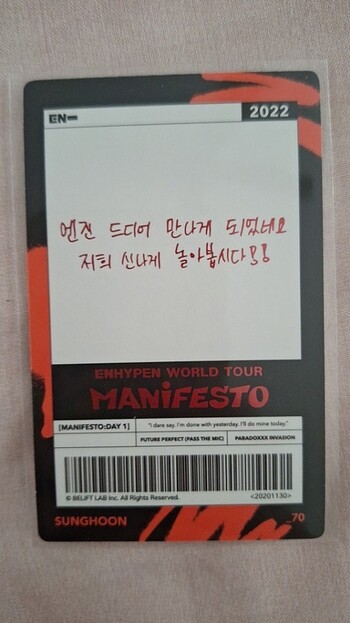 EN-
2022
엔진 드디어 만나게 되었네요
저희 신나게 놀아봅시다!!
ENHYPEN WORLD TOUR
MANiFESTO
[MANIFESTO:DAY 1]
"I dare say. I'm done with yesterday. I'll do mine today."
FUTURE PERFECT (PASS THE MIC)
PARADOXXX INVASION
© BELIFT LAB Inc. All Rights Reserved.
<20201130>
SUNGHOON
_70